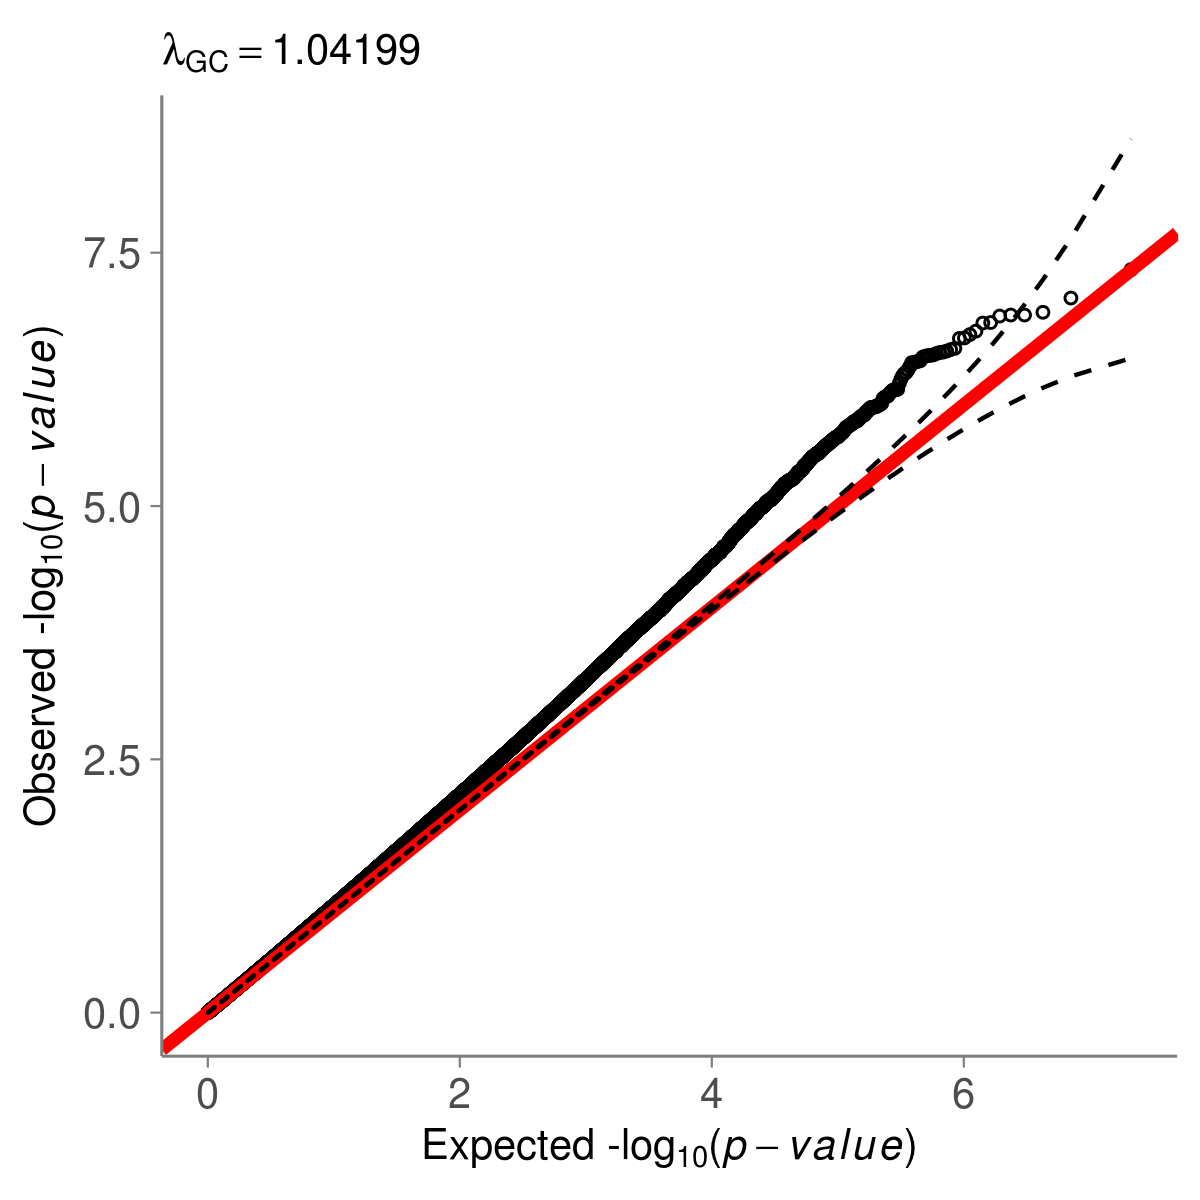 λGC = 1.04199
Observed -log10(p − value)
7.5
5.0
2.5
0.0
0 2 4 6
Expected -log10(p − value)